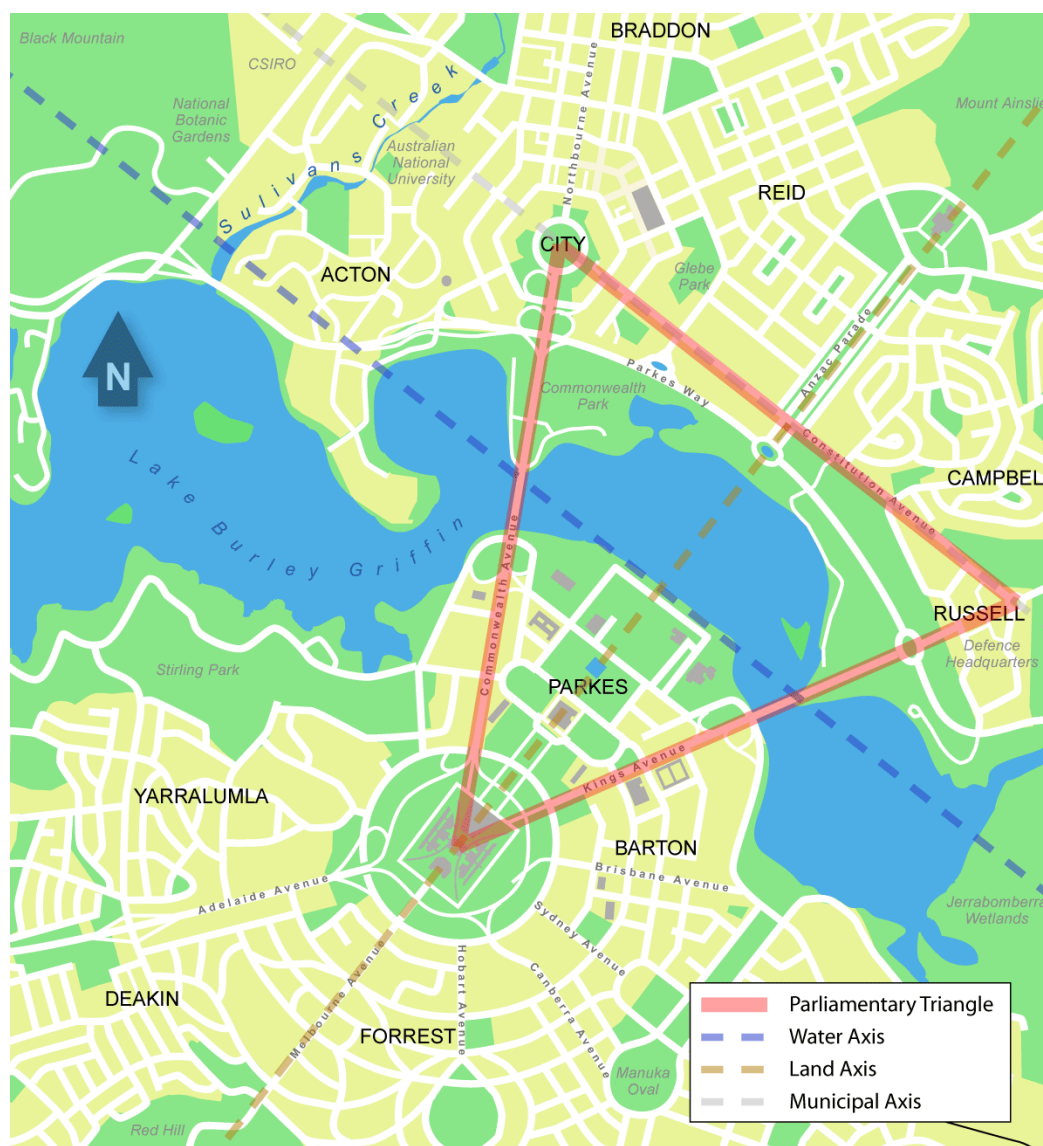 BRADDON
Black Mountain
CSIRO
National
Botanic
Gardens
Sulivans Creek
Australian
National
University
Northbourne Avenue
Mount Ainslie
REID
CITY
Glebe
Park
ACTON
N
Parkes Way
Commonwealth
Park
Anzac Parade
Constitution Avenue
CAMPBEL
Lake Burley Griffin
Commonwealth Avenue
RUSSELL
Defence
Headquarters
Stirling Park
PARKES
Kings Avenue
YARRALUMLA
BARTON
Brisbane Avenue
Adelaide Avenue
Jerrabomberra
Wetlands
Sydney Avenue
Melbourne Avenue
Hobart Avenue
Canberra Avenue
DEAKIN
FORREST
Manuka
Oval
Red Hill
Parliamentary Triangle
Water Axis
Land Axis
Municipal Axis